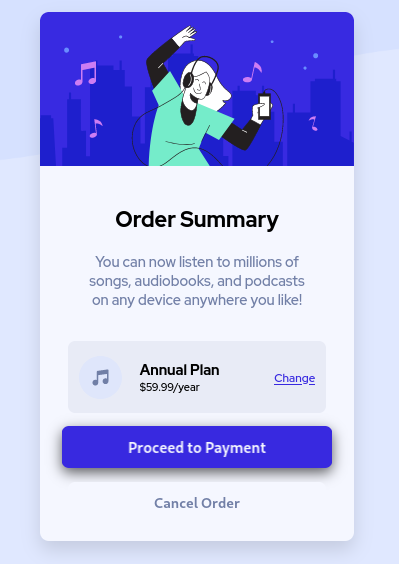 Order Summary
You can now listen to millions of
songs, audiobooks, and podcasts
on any device anywhere you like!
Annual Plan
$59.99/year
Change
Proceed to Payment
Cancel Order